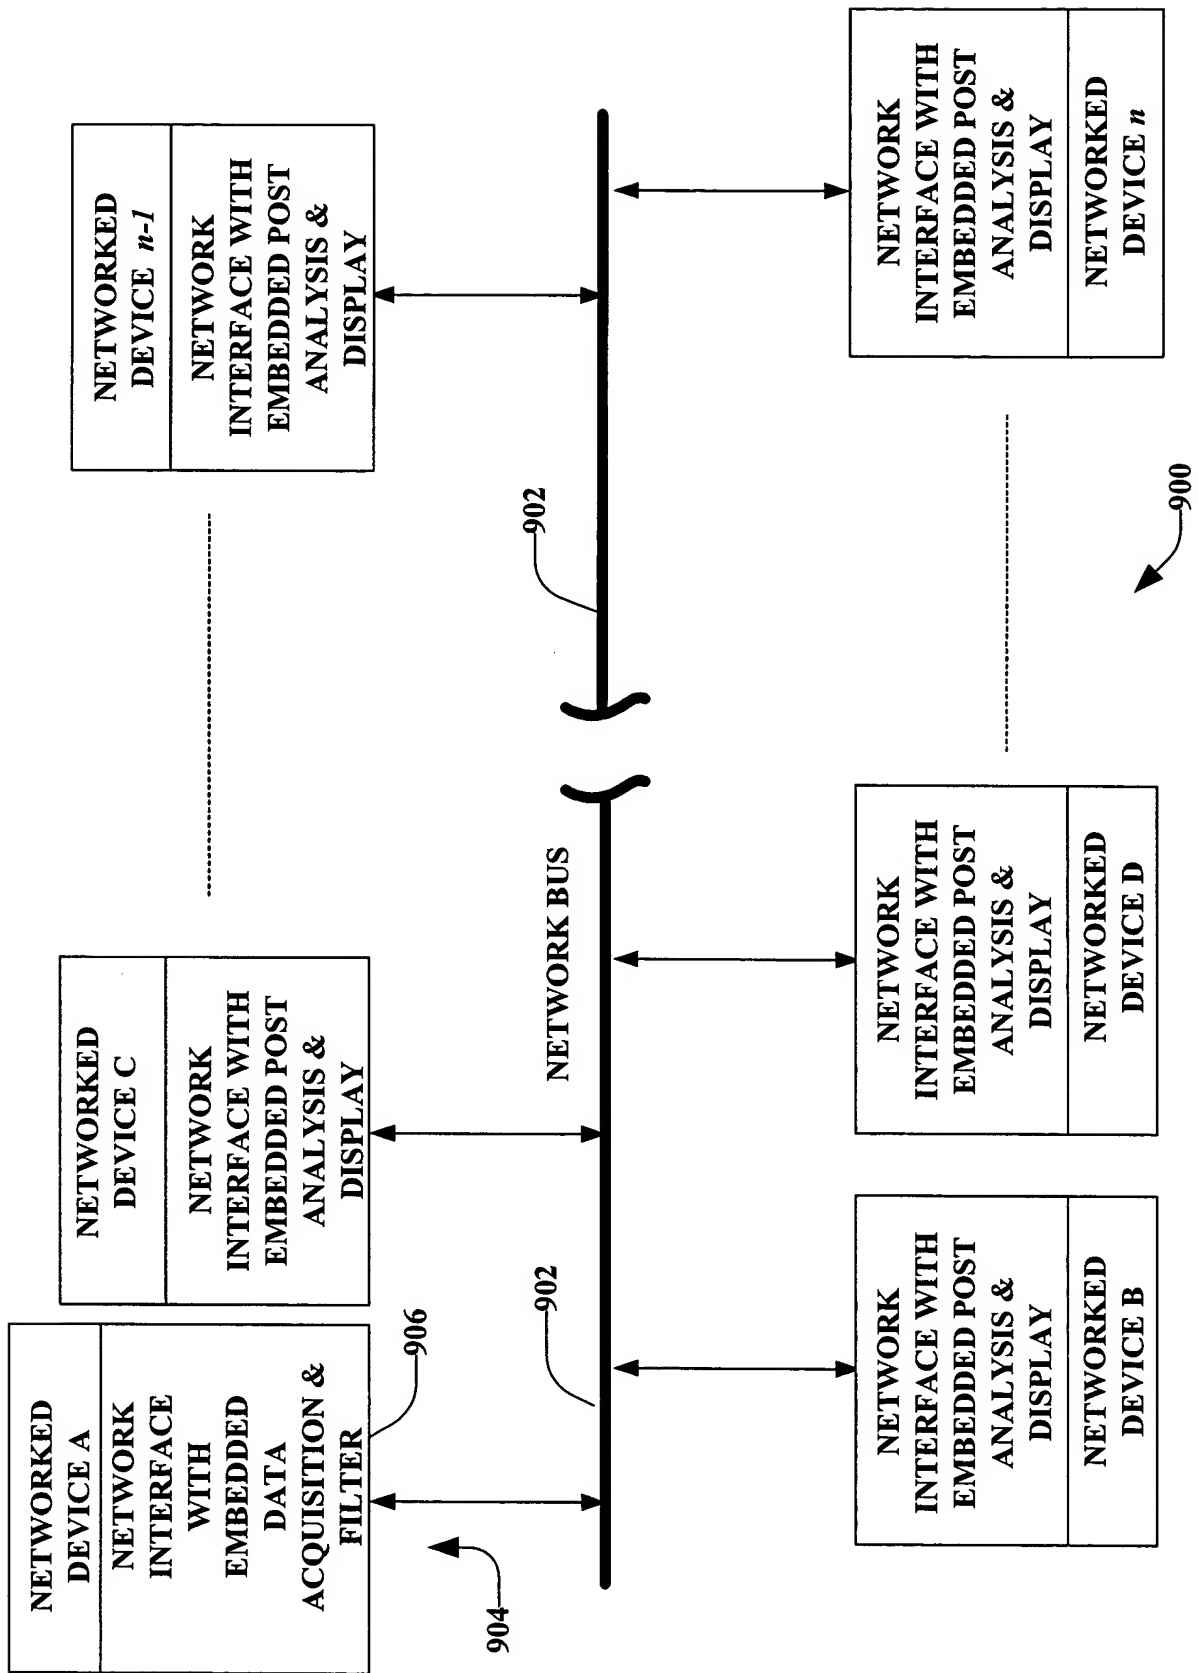 NETWORKED
DEVICE A
NETWORK
INTERFACE
WITH
EMBEDDED
DATA
ACQUISITION &
FILTER
906
904
NETWORKED
DEVICE C
NETWORK
INTERFACE WITH
EMBEDDED POST
ANALYSIS &
DISPLAY
NETWORKED
DEVICE n-1
NETWORK
INTERFACE WITH
EMBEDDED POST
ANALYSIS &
DISPLAY
902
NETWORK BUS
902
NETWORK
INTERFACE WITH
EMBEDDED POST
ANALYSIS &
DISPLAY
NETWORKED
DEVICE B
NETWORK
INTERFACE WITH
EMBEDDED POST
ANALYSIS &
DISPLAY
NETWORKED
DEVICE D
NETWORK
INTERFACE WITH
EMBEDDED POST
ANALYSIS &
DISPLAY
NETWORKED
DEVICE n
900